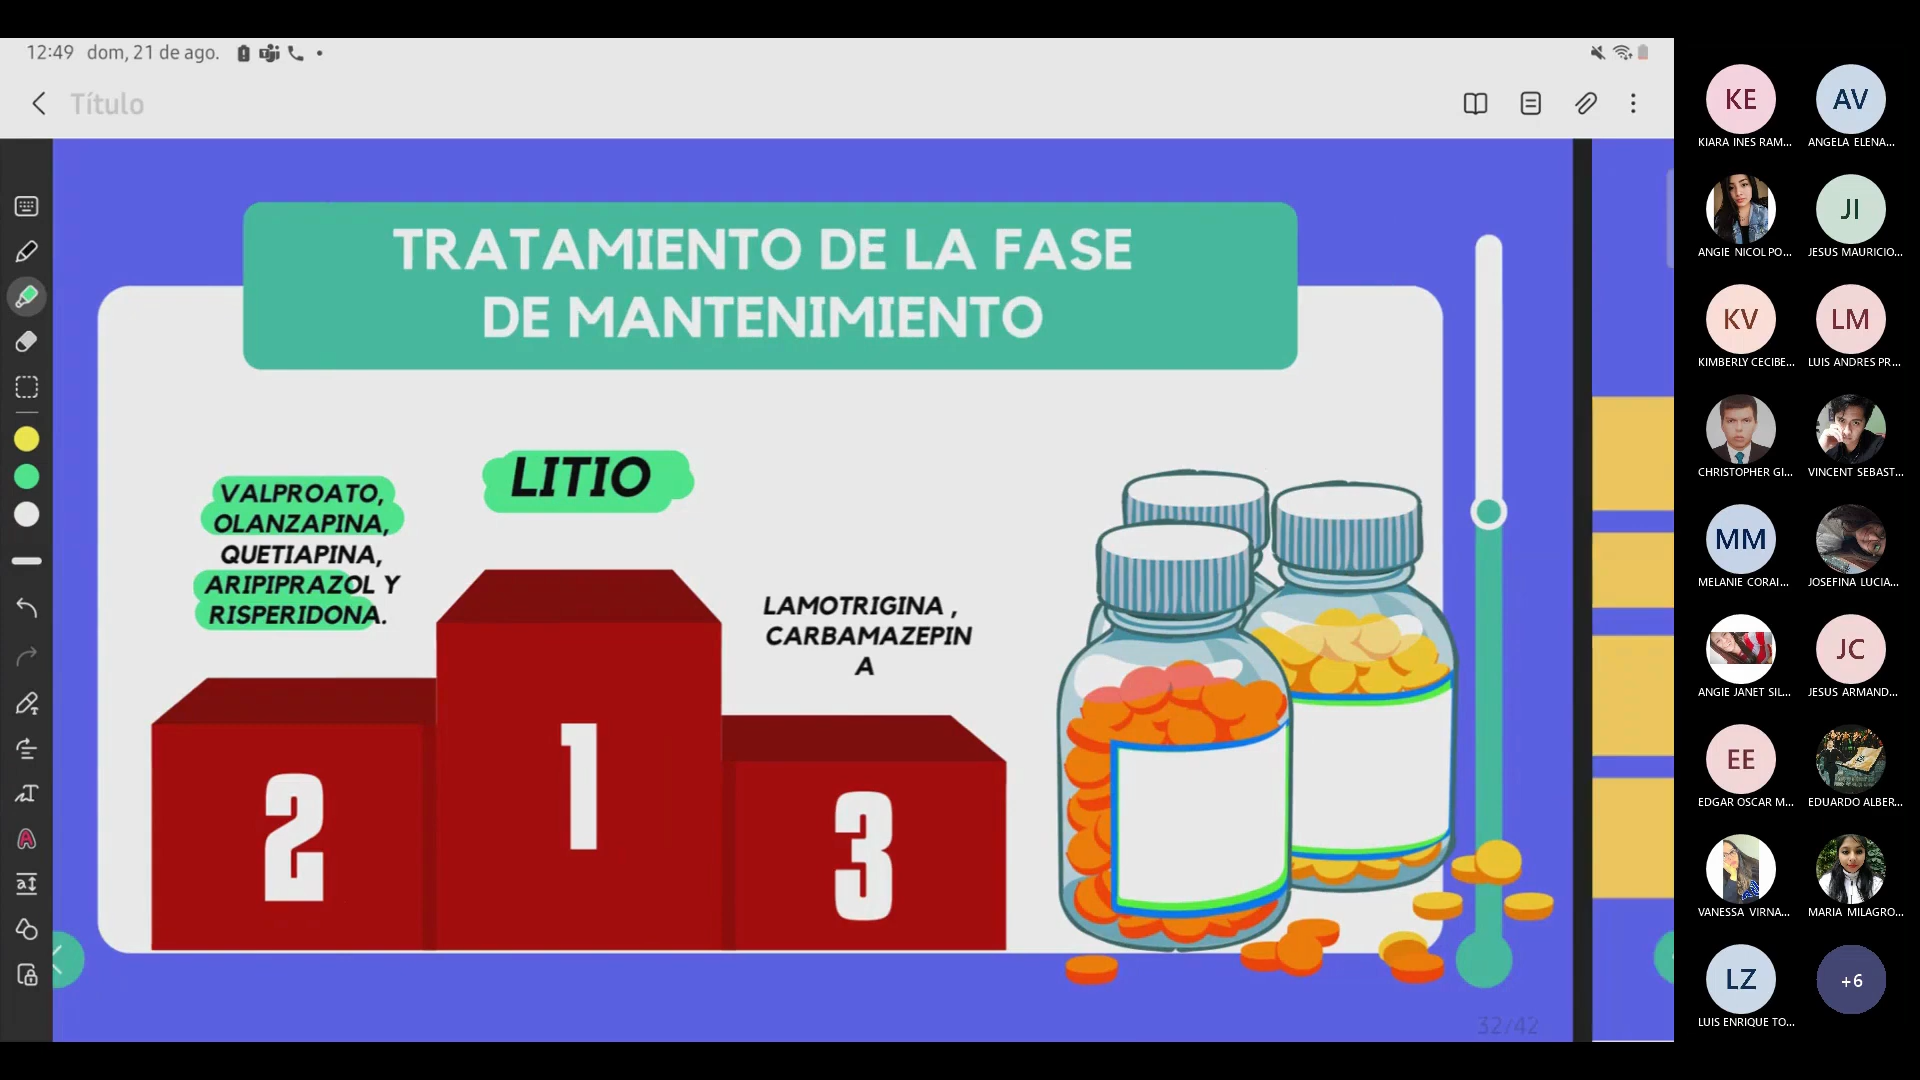 12:49 dom, 21 de ago.
Título
TRATAMIENTO DE LA FASE
DE MANTENIMIENTO
LITIO
VALPROATO,
OLANZAPINA,
QUETIAPINA,
ARIPIPRAZOL Y
RISPERIDONA.
LAMOTRIGINA ,
CARBAMAZEPIN
A
2
1
3
32/42
KE
KIARA INES RAM...
AV
ANGELA ELENA...
ANGIE NICOL PO...
JI
JESUS MAURICIO...
KV
KIMBERLY CECIBE...
LM
LUIS ANDRES PR...
CHRISTOPHER GI...
VINCENT SEBAST...
MM
MELANIE CORAI...
JOSEFINA LUCIA...
ANGIE JANET SIL...
JC
JESUS ARMAND...
EE
EDGAR OSCAR M...
EDUARDO ALBER...
VANESSA VIRNA...
MARIA MILAGRO...
LZ
LUIS ENRIQUE TO...
+6